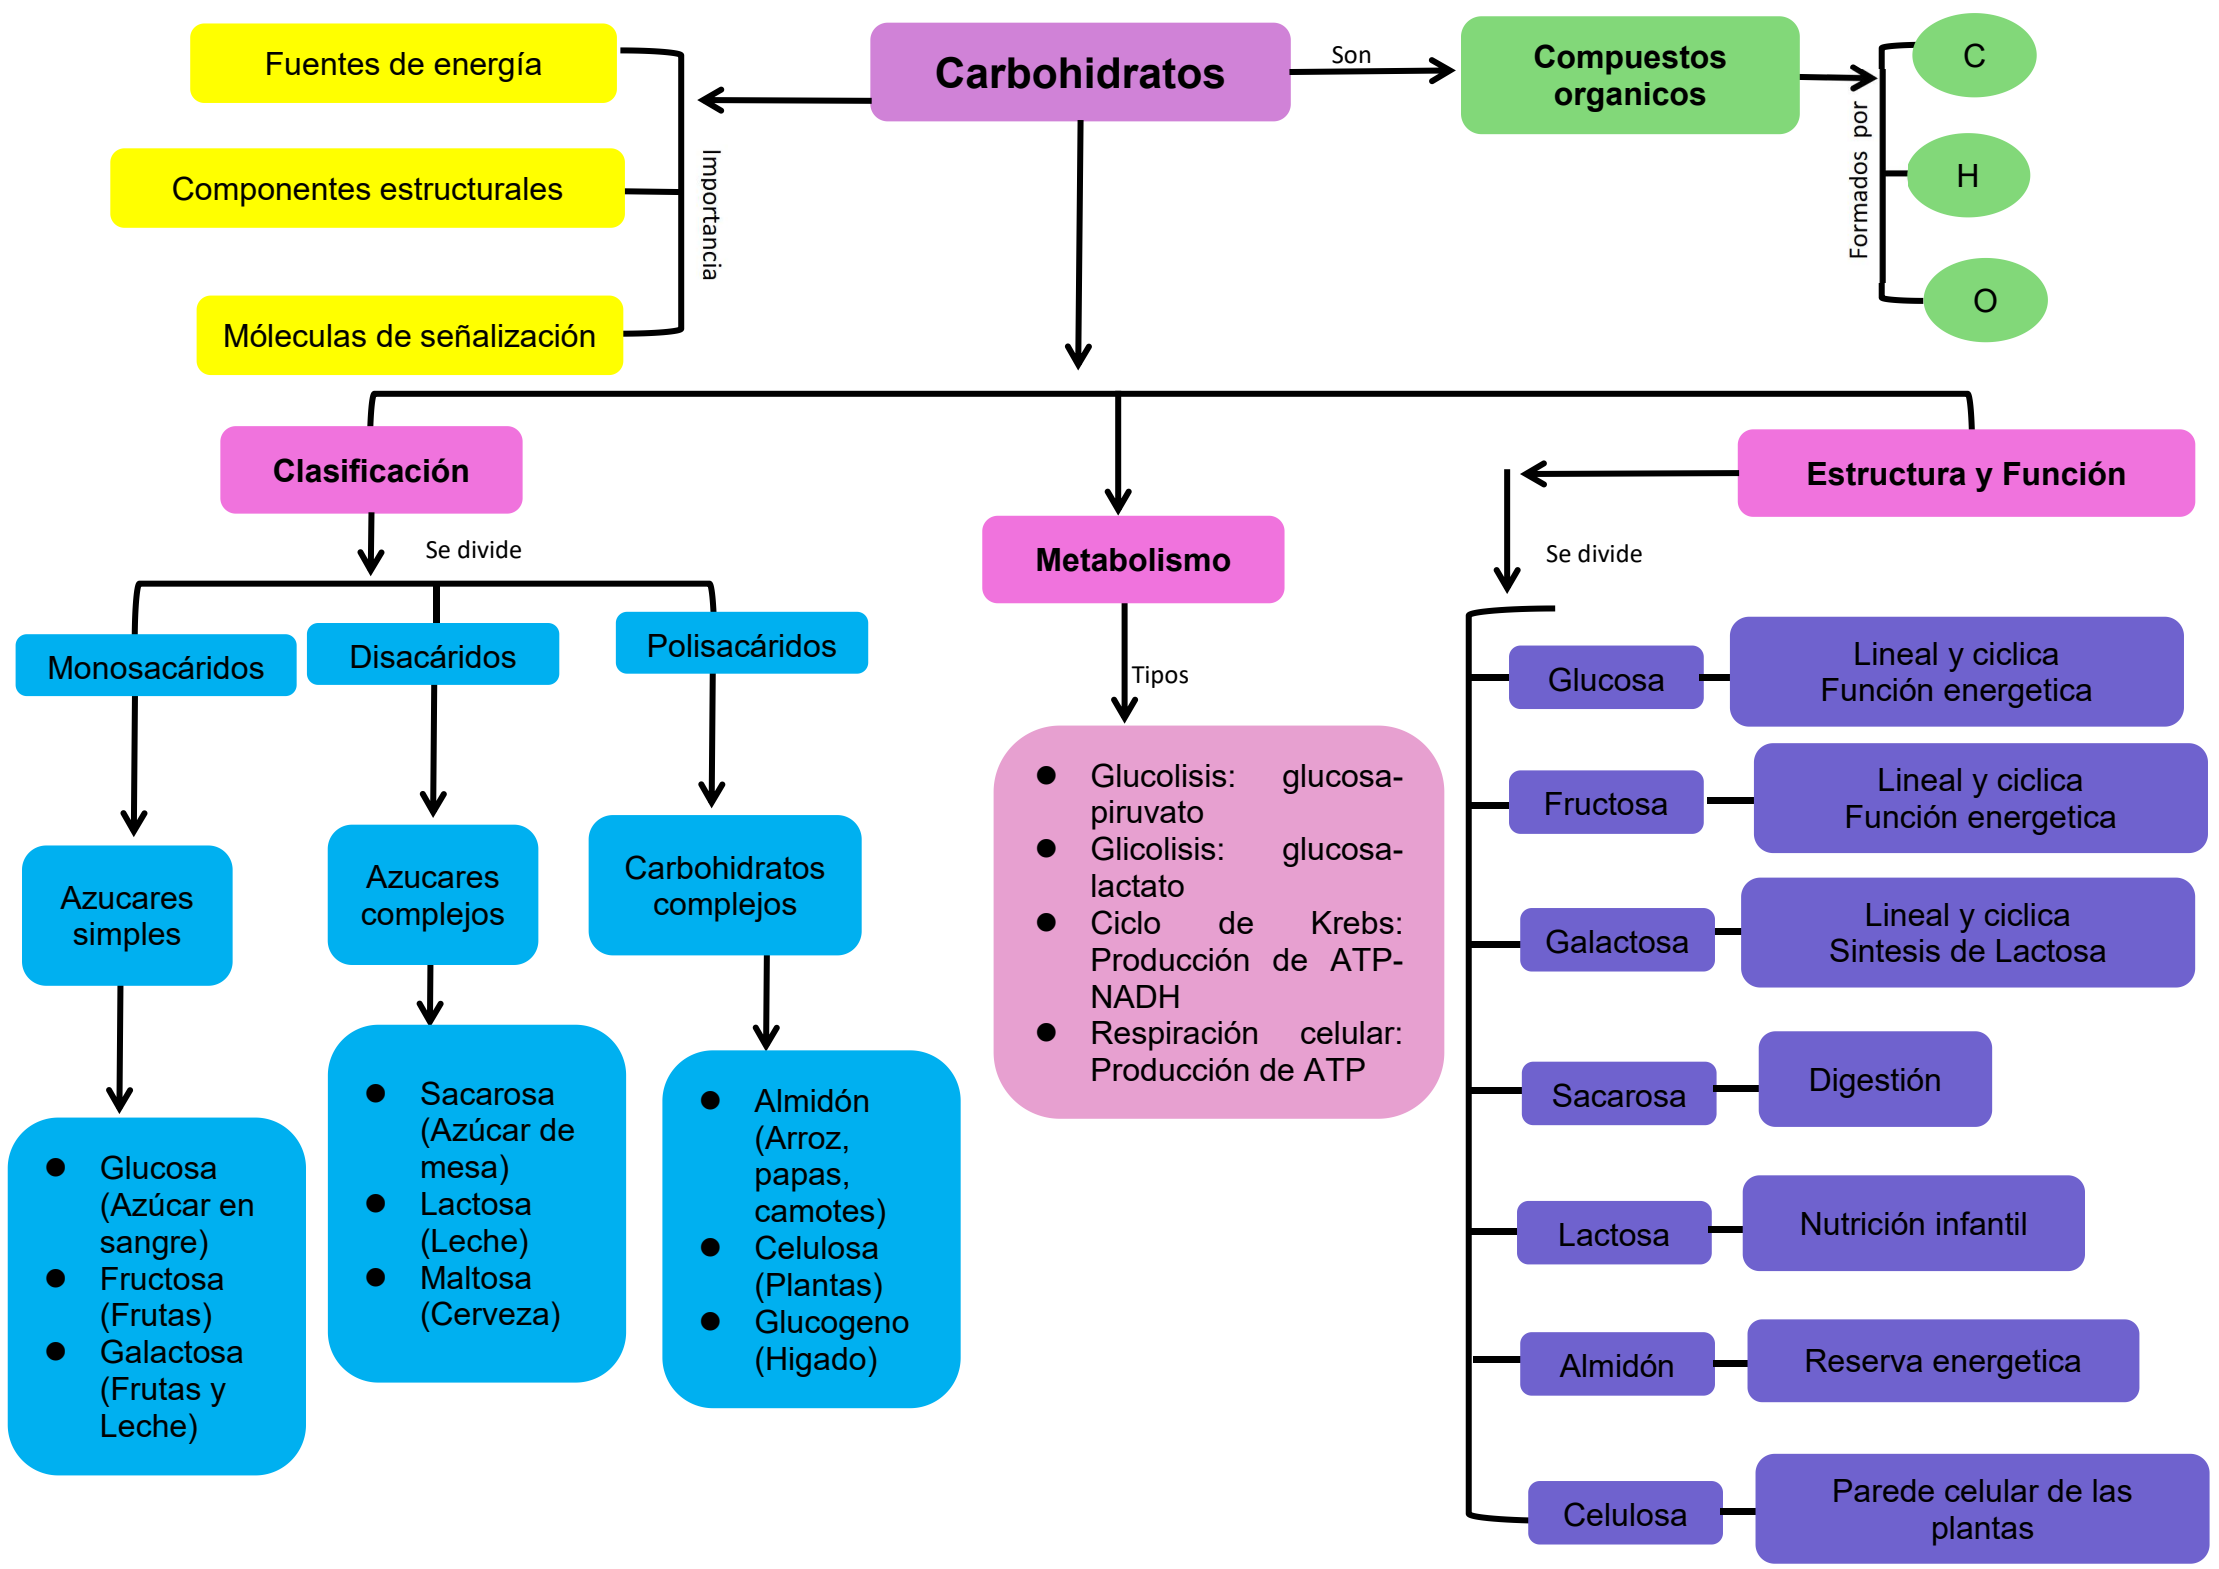 Carbohidratos
Son
Compuestos
organicos
Formados por
C
H
O
Importancia
Fuentes de energía
Componentes estructurales
Móleculas de señalización
Clasificación
Se divide
Monosacáridos
Azucares
simples
Glucosa
(Azúcar en
sangre)
Fructosa
(Frutas)
Galactosa
(Frutas y
Leche)
Disacáridos
Azucares
complejos
Sacarosa
(Azúcar de
mesa)
Lactosa
(Leche)
Maltosa
(Cerveza)
Polisacáridos
Carbohidratos
complejos
Almidón
(Arroz,
papas,
camotes)
Celulosa
(Plantas)
Glucogeno
(Higado)
Metabolismo
Tipos
Glucolisis: glucosa-
piruvato
Glicolisis: glucosa-
lactato
Ciclo de Krebs:
Producción de ATP-
NADH
Respiración celular:
Producción de ATP
Estructura y Función
Se divide
Glucosa
Lineal y ciclica
Función energetica
Fructosa
Lineal y ciclica
Función energetica
Galactosa
Lineal y ciclica
Sintesis de Lactosa
Sacarosa
Digestión
Lactosa
Nutrición infantil
Almidón
Reserva energetica
Celulosa
Parede celular de las
plantas